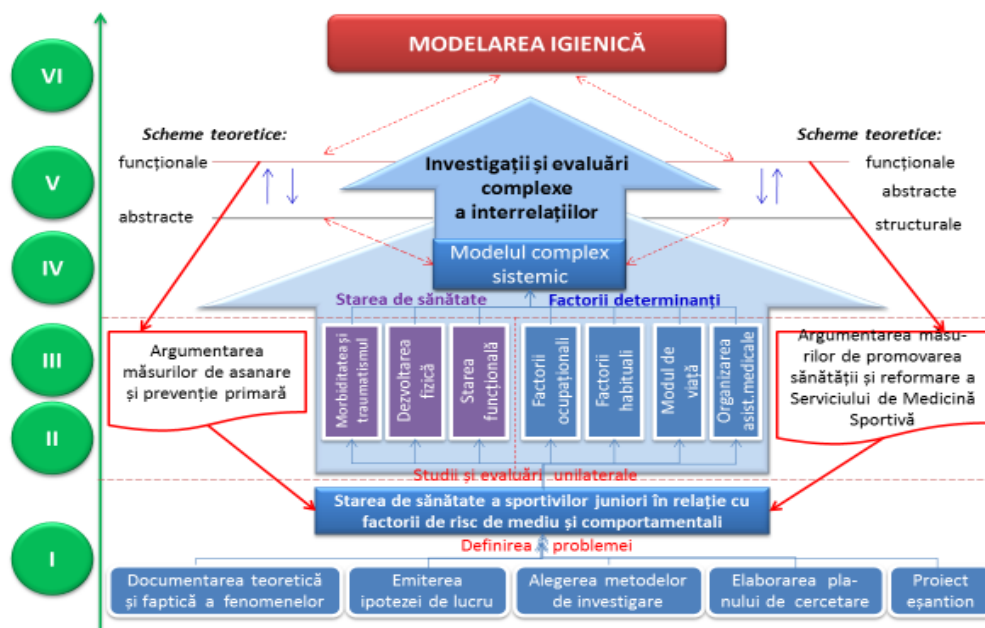 MODELAREA IGIENICĂ
VI
Scheme teoretice:
funcționale
abstracte
Scheme teoretice:
funcționale
abstracte
structurale
V
Investigații și evaluări
complexe
a interrelațiilor
IV
Modelul complex
sistemic
Starea de sănătate
Factorii determinanți
III
Argumentarea
măsurilor de asanare
și prevenție primară
Morbiditatea și
traumatismul
Dezvoltarea
fizică
Starea
funcțională
Factorii
ocupaționali
Factorii
habituali
Modul de
viață
Organizarea
asist.medicale
Argumentarea măsu-
rilor de promovarea
sănătății și reformare a
Serviciului de Medicină
Sportivă
II
Studii și evaluări unilaterale
Starea de sănătate a sportivilor juniori în relație cu
factorii de risc de mediu și comportamentali
Definirea problemei
I
Documentarea teoretică
și faptică a fenomenelor
Emiterea
ipotezei de lucru
Alegerea metodelor
de investigare
Elaborarea pla-
nului de cercetare
Proiect
eșantion